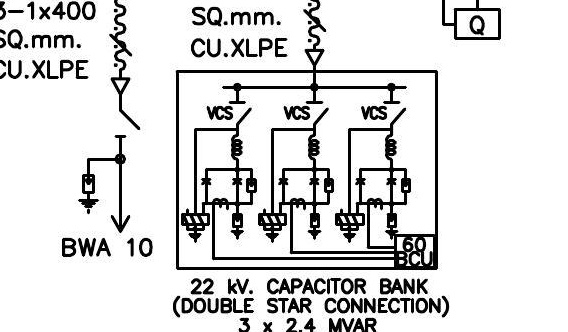 3-1x400
SQ.mm.
CU.XLPE
SQ.mm.
CU.XLPE
Q
VCS
VCS
VCS
60
BCU
BWA 10
22 kV. CAPACITOR BANK
(DOUBLE STAR CONNECTION)
3 x 2.4 MVAR